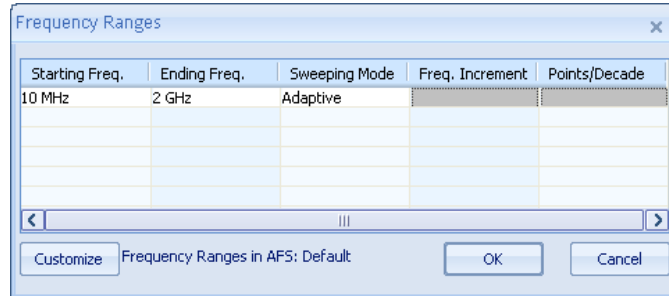 Frequency Ranges
Starting Freq. Ending Freq. Sweeping Mode Freq. Increment Points/Decade
10 MHz 2 GHz Adaptive
Customize Frequency Ranges in AFS: Default OK Cancel